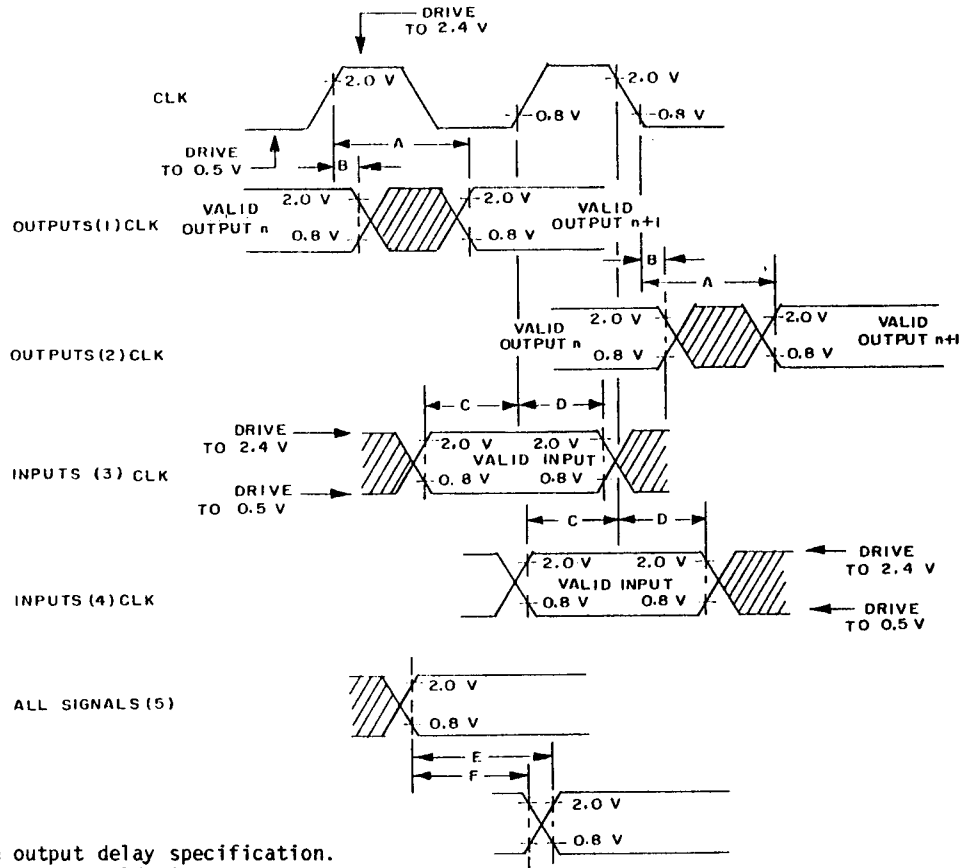 DRIVE
TO 2.4 V
2.0 V
2.0 V
CLK
0.8 V
0.8 V
DRIVE
TO 0.5 V
A
B
OUTPUTS(1)CLK
VALID
OUTPUT n
2.0 V
0.8 V
2.0 V
0.8 V
VALID
OUTPUT n+1
B
A
OUTPUTS(2)CLK
VALID
OUTPUT n
2.0 V
0.8 V
2.0 V
0.8 V
VALID
OUTPUT n+1
C
D
INPUTS (3) CLK
DRIVE
TO 2.4 V
DRIVE
TO 0.5 V
2.0 V
2.0 V
VALID INPUT
0.8 V
0.8 V
C
D
INPUTS(4)CLK
2.0 V
2.0 V
VALID INPUT
0.8 V
0.8 V
DRIVE
TO 2.4 V
DRIVE
TO 0.5 V
ALL SIGNALS(5)
2.0 V
0.8 V
E
F
2.0 V
0.8 V
output delay specification.